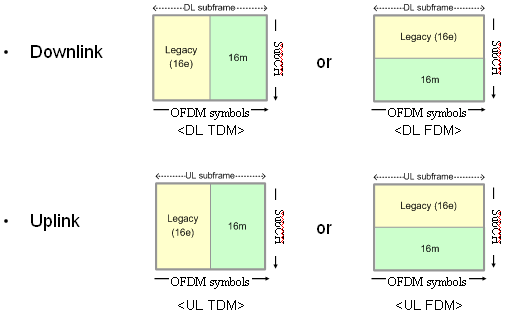 DL subframe
DL subframe
• Downlink
Legacy
(16e)
16m
SubCH
or
Legacy (16e)
16m
SubCH
OFDM symbols
OFDM symbols
<DL TDM>
<DL FDM>
UL subframe
UL subframe
• Uplink
Legacy
(16e)
16m
SubCH
or
Legacy (16e)
16m
SubCH
OFDM symbols
OFDM symbols
<UL TDM>
<UL FDM>